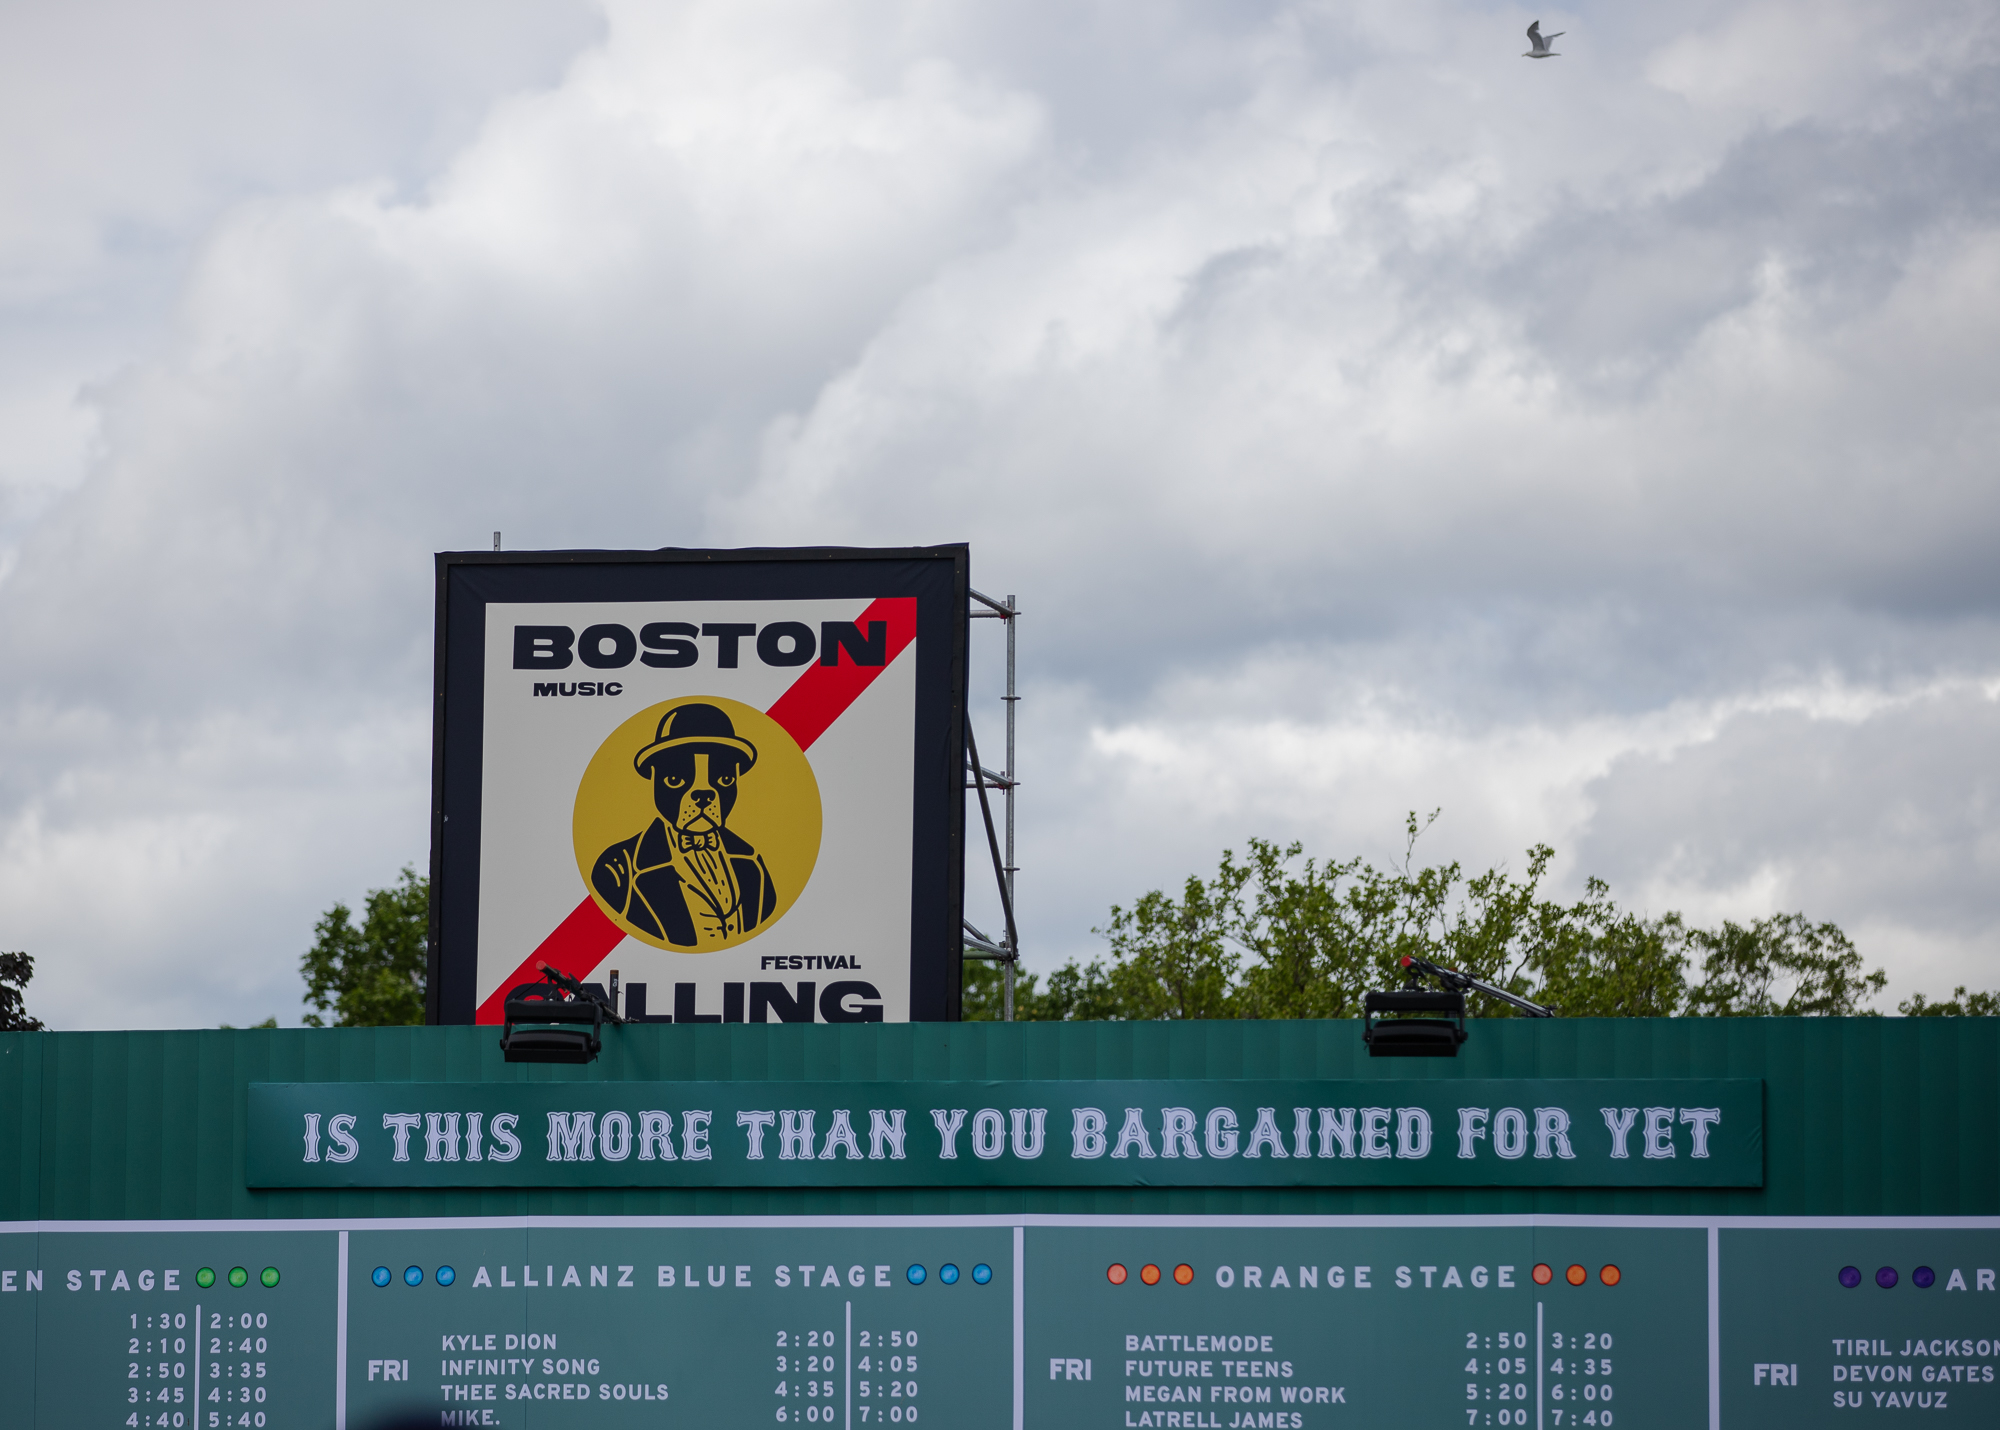 BOSTON
MUSIC
FESTIVAL
CALLING
IS THIS MORE THAN YOU BARGAINED FOR YET
EN STAGE
1:30 2:00
2:10 2:40
2:50 3:35
3:45 4:30
4:40 5:40
ALLIANZ BLUE STAGE
FRI
KYLE DION 2:20 2:50
INFINITY SONG 3:20 4:05
THEE SACRED SOULS 4:35 5:20
MIKE. 6:00 7:00
ORANGE STAGE
FRI
BATTLEMODE 2:50 3:20
FUTURE TEENS 4:05 4:35
MEGAN FROM WORK 5:20 6:00
LATRELL JAMES 7:00 7:40
AR
FRI
TIRIL JACKSON
DEVON GATES
SU YAVUZ